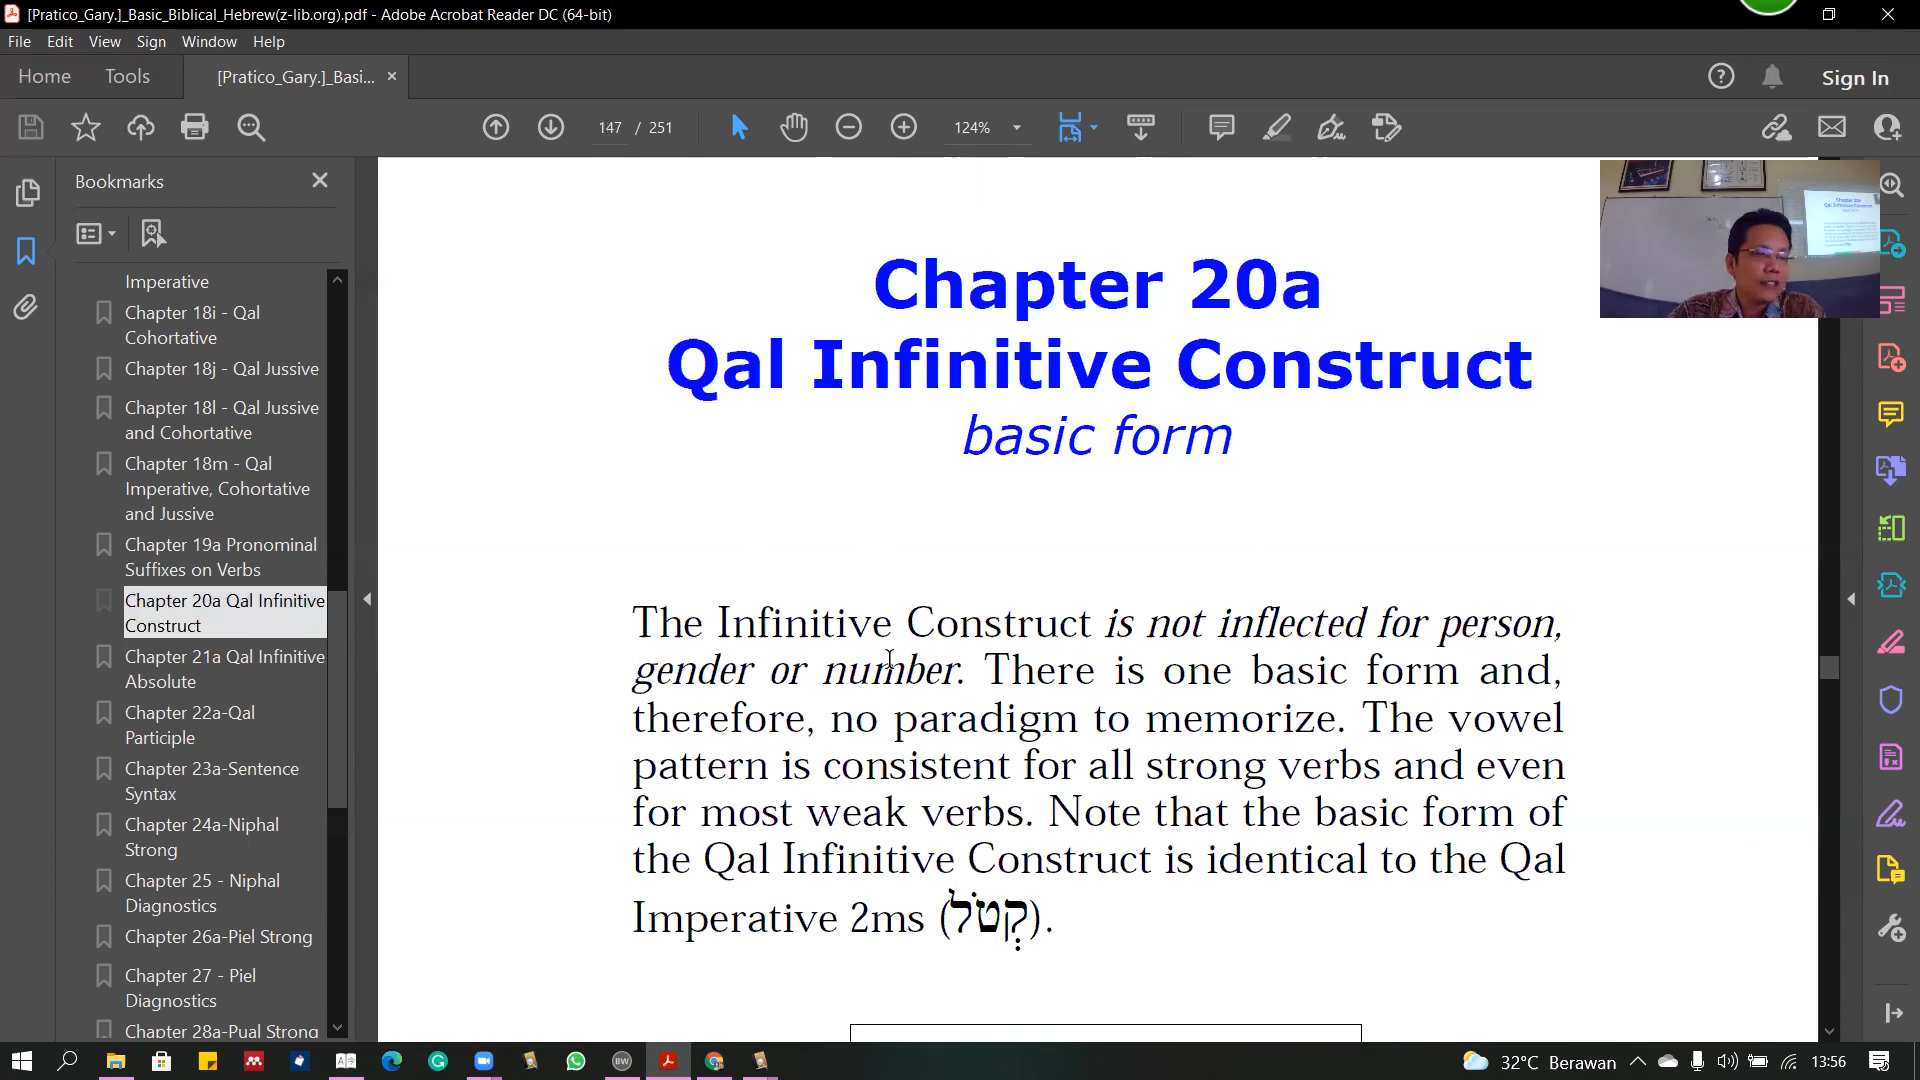 [Pratico_Gary.]_Basic_Biblical_Hebrew(z-lib.org).pdf - Adobe Acrobat Reader DC (64-bit)
File Edit View Sign Window Help
Home Tools [Pratico_Gary.]_Basi... Sign In
147 / 251 124%
Bookmarks
Imperative
Chapter 18i - Qal
Cohortative
Chapter 18j - Qal Jussive
Chapter 18l - Qal Jussive
and Cohortative
Chapter 18m - Qal
Imperative, Cohortative
and Jussive
Chapter 19a Pronominal
Suffixes on Verbs
Chapter 20a Qal Infinitive
Construct
Chapter 21a Qal Infinitive
Absolute
Chapter 22a-Qal
Participle
Chapter 23a-Sentence
Syntax
Chapter 24a-Niphal
Strong
Chapter 25 - Niphal
Diagnostics
Chapter 26a-Piel Strong
Chapter 27 - Piel
Diagnostics
Chapter 28a-Pual Strong
Chapter 20a
Qal Infinitive Construct
basic form
The Infinitive Construct is not inflected for person,
gender or number. There is one basic form and,
therefore, no paradigm to memorize. The vowel
pattern is consistent for all strong verbs and even
for most weak verbs. Note that the basic form of
the Qal Infinitive Construct is identical to the Qal
Imperative 2ms (קְטֹל).
Chapter 20a
Qal Infinitive Construct
BW
32°C Berawan 13:56